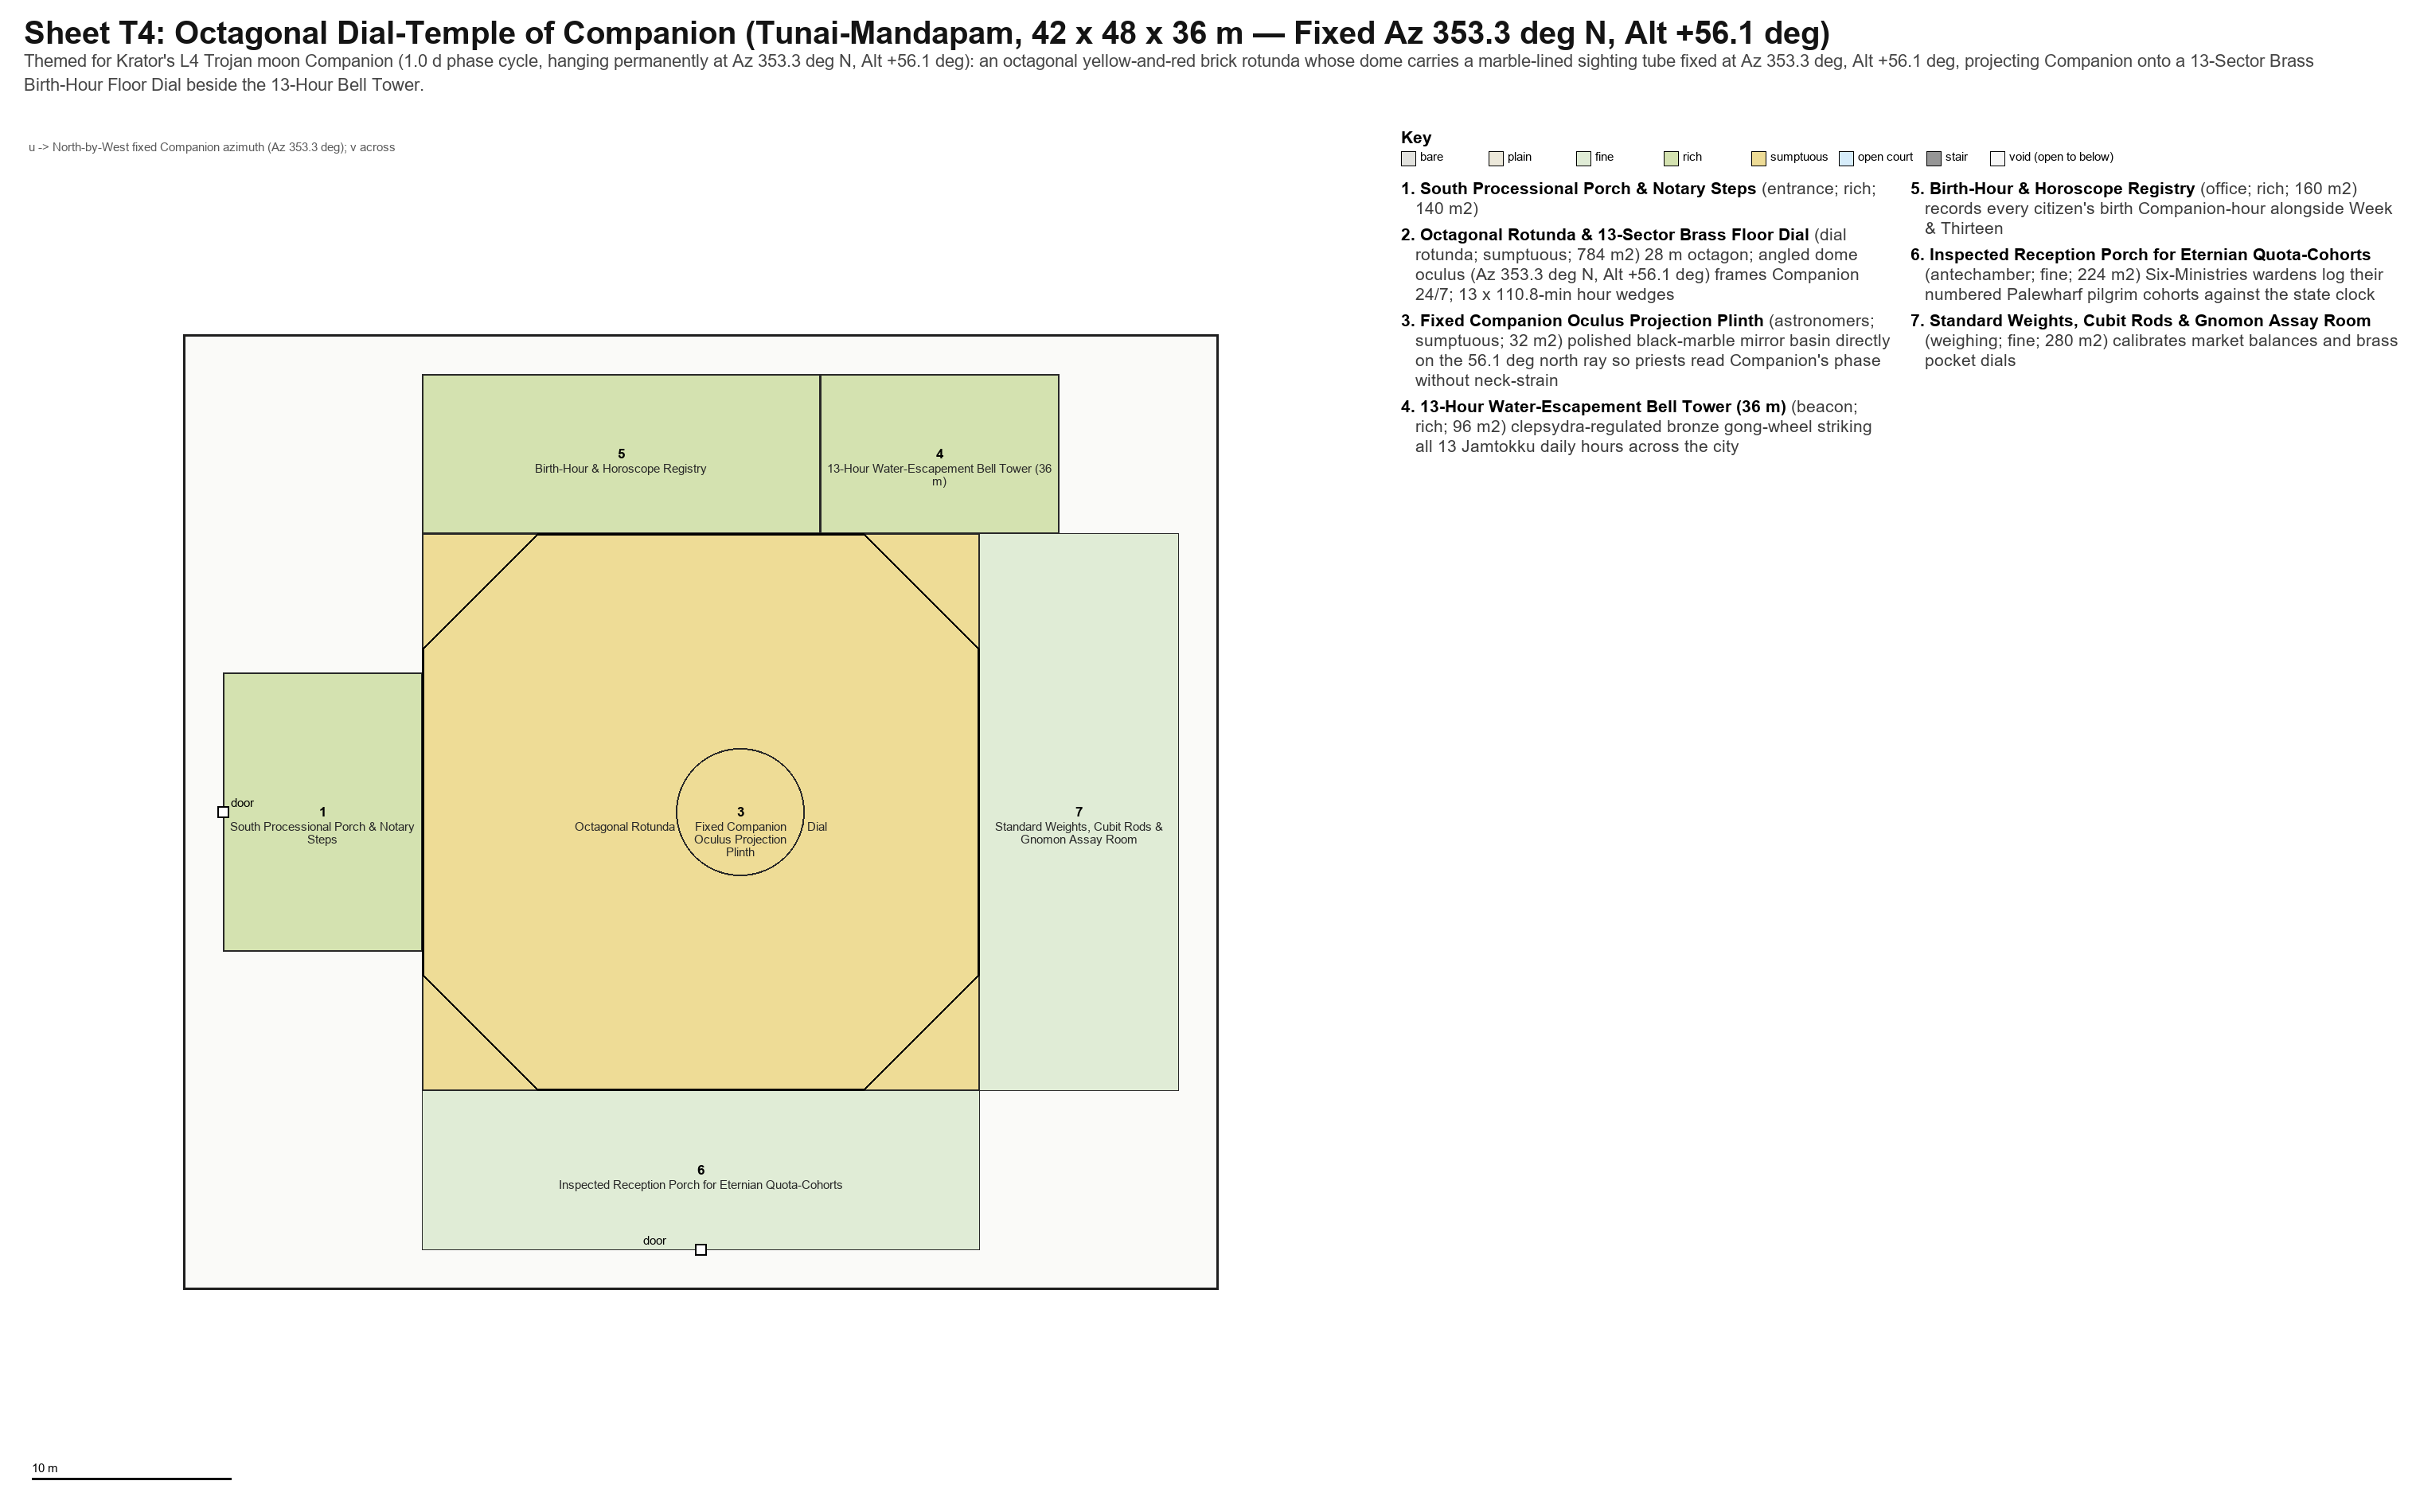 Sheet T4: Octagonal Dial-Temple of Companion (Tunai-Mandapam, 42 x 48 x 36 m — Fixed Az 353.3 deg N, Alt +56.1 deg)
Themed for Krator's L4 Trojan moon Companion (1.0 d phase cycle, hanging permanently at Az 353.3 deg N, Alt +56.1 deg): an octagonal yellow-and-red brick rotunda whose dome carries a marble-lined sighting tube fixed at Az 353.3 deg, Alt +56.1 deg, projecting Companion onto a 13-Sector Brass
Birth-Hour Floor Dial beside the 13-Hour Bell Tower.
u -> North-by-West fixed Companion azimuth (Az 353.3 deg); v across
Key
bare
plain
fine
rich
sumptuous
open court
stair
void (open to below)
1. South Processional Porch & Notary Steps (entrance; rich;
140 m2)
2. Octagonal Rotunda & 13-Sector Brass Floor Dial (dial
rotunda; sumptuous; 784 m2) 28 m octagon; angled dome
oculus (Az 353.3 deg N, Alt +56.1 deg) frames Companion
24/7; 13 x 110.8-min hour wedges
3. Fixed Companion Oculus Projection Plinth (astronomers;
sumptuous; 32 m2) polished black-marble mirror basin directly
on the 56.1 deg north ray so priests read Companion's phase
without neck-strain
4. 13-Hour Water-Escapement Bell Tower (36 m) (beacon;
rich; 96 m2) clepsydra-regulated bronze gong-wheel striking
all 13 Jamtokku daily hours across the city
5. Birth-Hour & Horoscope Registry (office; rich; 160 m2)
records every citizen's birth Companion-hour alongside Week
& Thirteen
6. Inspected Reception Porch for Eternian Quota-Cohorts
(antechamber; fine; 224 m2) Six-Ministries wardens log their
numbered Palewharf pilgrim cohorts against the state clock
7. Standard Weights, Cubit Rods & Gnomon Assay Room
(weighing; fine; 280 m2) calibrates market balances and brass
pocket dials
5
Birth-Hour & Horoscope Registry
4
13-Hour Water-Escapement Bell Tower (36
m)
door
1
South Processional Porch & Notary
Steps
Octagonal Rotunda
Dial
3
Fixed Companion
Oculus Projection
Plinth
7
Standard Weights, Cubit Rods &
Gnomon Assay Room
6
Inspected Reception Porch for Eternian Quota-Cohorts
door
10 m